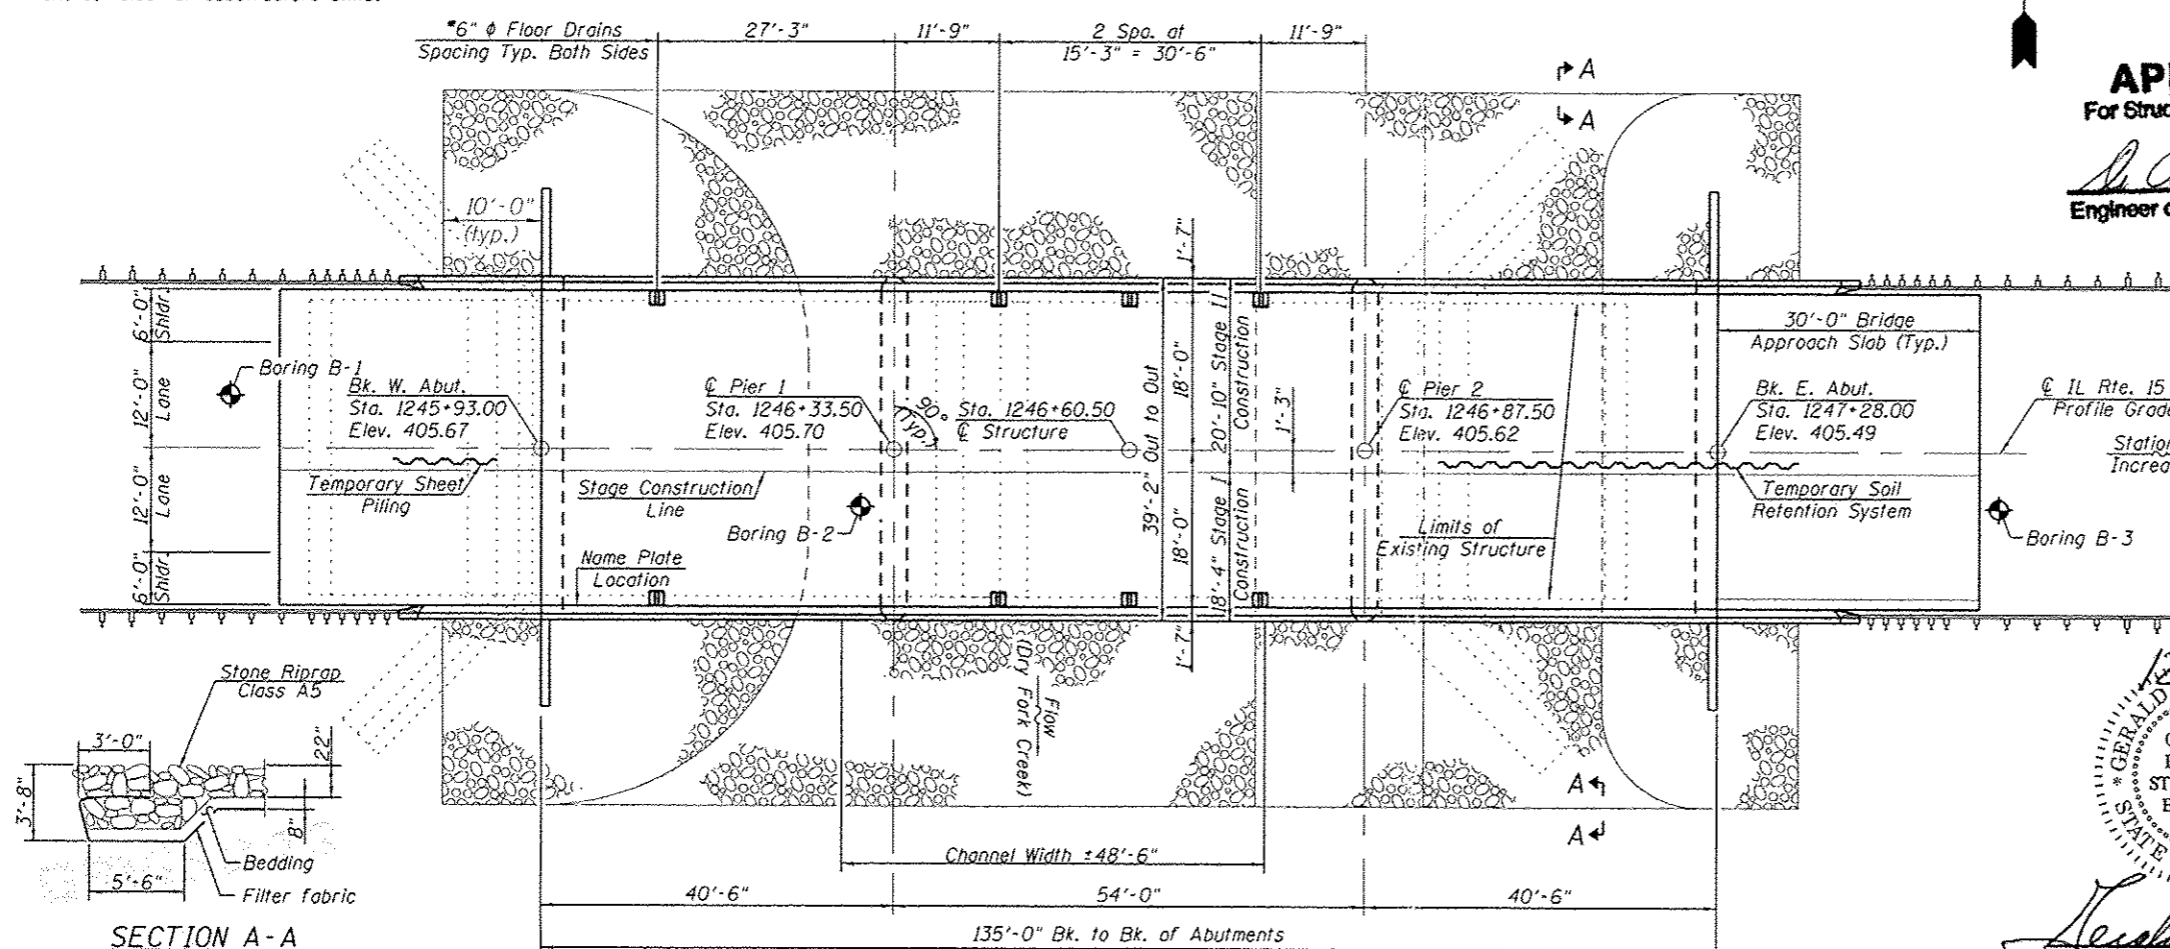 *6" ⌀ Floor Drains
Spacing Typ. Both Sides
27'-3"
11'-9"
2 Spa. at
15'-3" = 30'-6"
11'-9"
A
A
For Struc
Engineer
10'-0"
(typ.)
1'-7"
6'-0"
Shldr.
12'-0"
Lane
12'-0"
Lane
6'-0"
Shldr.
Boring B-1
Bk. W. Abut.
Sta. 1245+93.00
Elev. 405.67
℄ Pier 1
Sta. 1246+33.50
Elev. 405.70
90°
(Typ.)
Sta. 1246+60.50
℄ Structure
39'-2" Out to Out
18'-0"
18'-0"
20'-10" Stage II
Construction
18'-4" Stage I
Construction
1'-3"
℄ Pier 2
Sta. 1246+87.50
Elev. 405.62
30'-0" Bridge
Approach Slab (Typ.)
Bk. E. Abut.
Sta. 1247+28.00
Elev. 405.49
℄ IL Rte. 15
Profile Grade
Station
Increa
Temporary Sheet
Piling
Stage Construction
Line
Boring B-2
Name Plate
Location
Limits of
Existing Structure
Temporary Soil
Retention System
Boring B-3
1'-7"
Flow
(Dry Fork Creek)
Stone Riprap
Class A5
3'-0"
22"
3'-8"
8"
5'-6"
Bedding
Filter fabric
SECTION A-A
A
A
Channel Width ±48'-6"
40'-6"
54'-0"
40'-6"
135'-0" Bk. to Bk. of Abutments
* GERALD
STATE